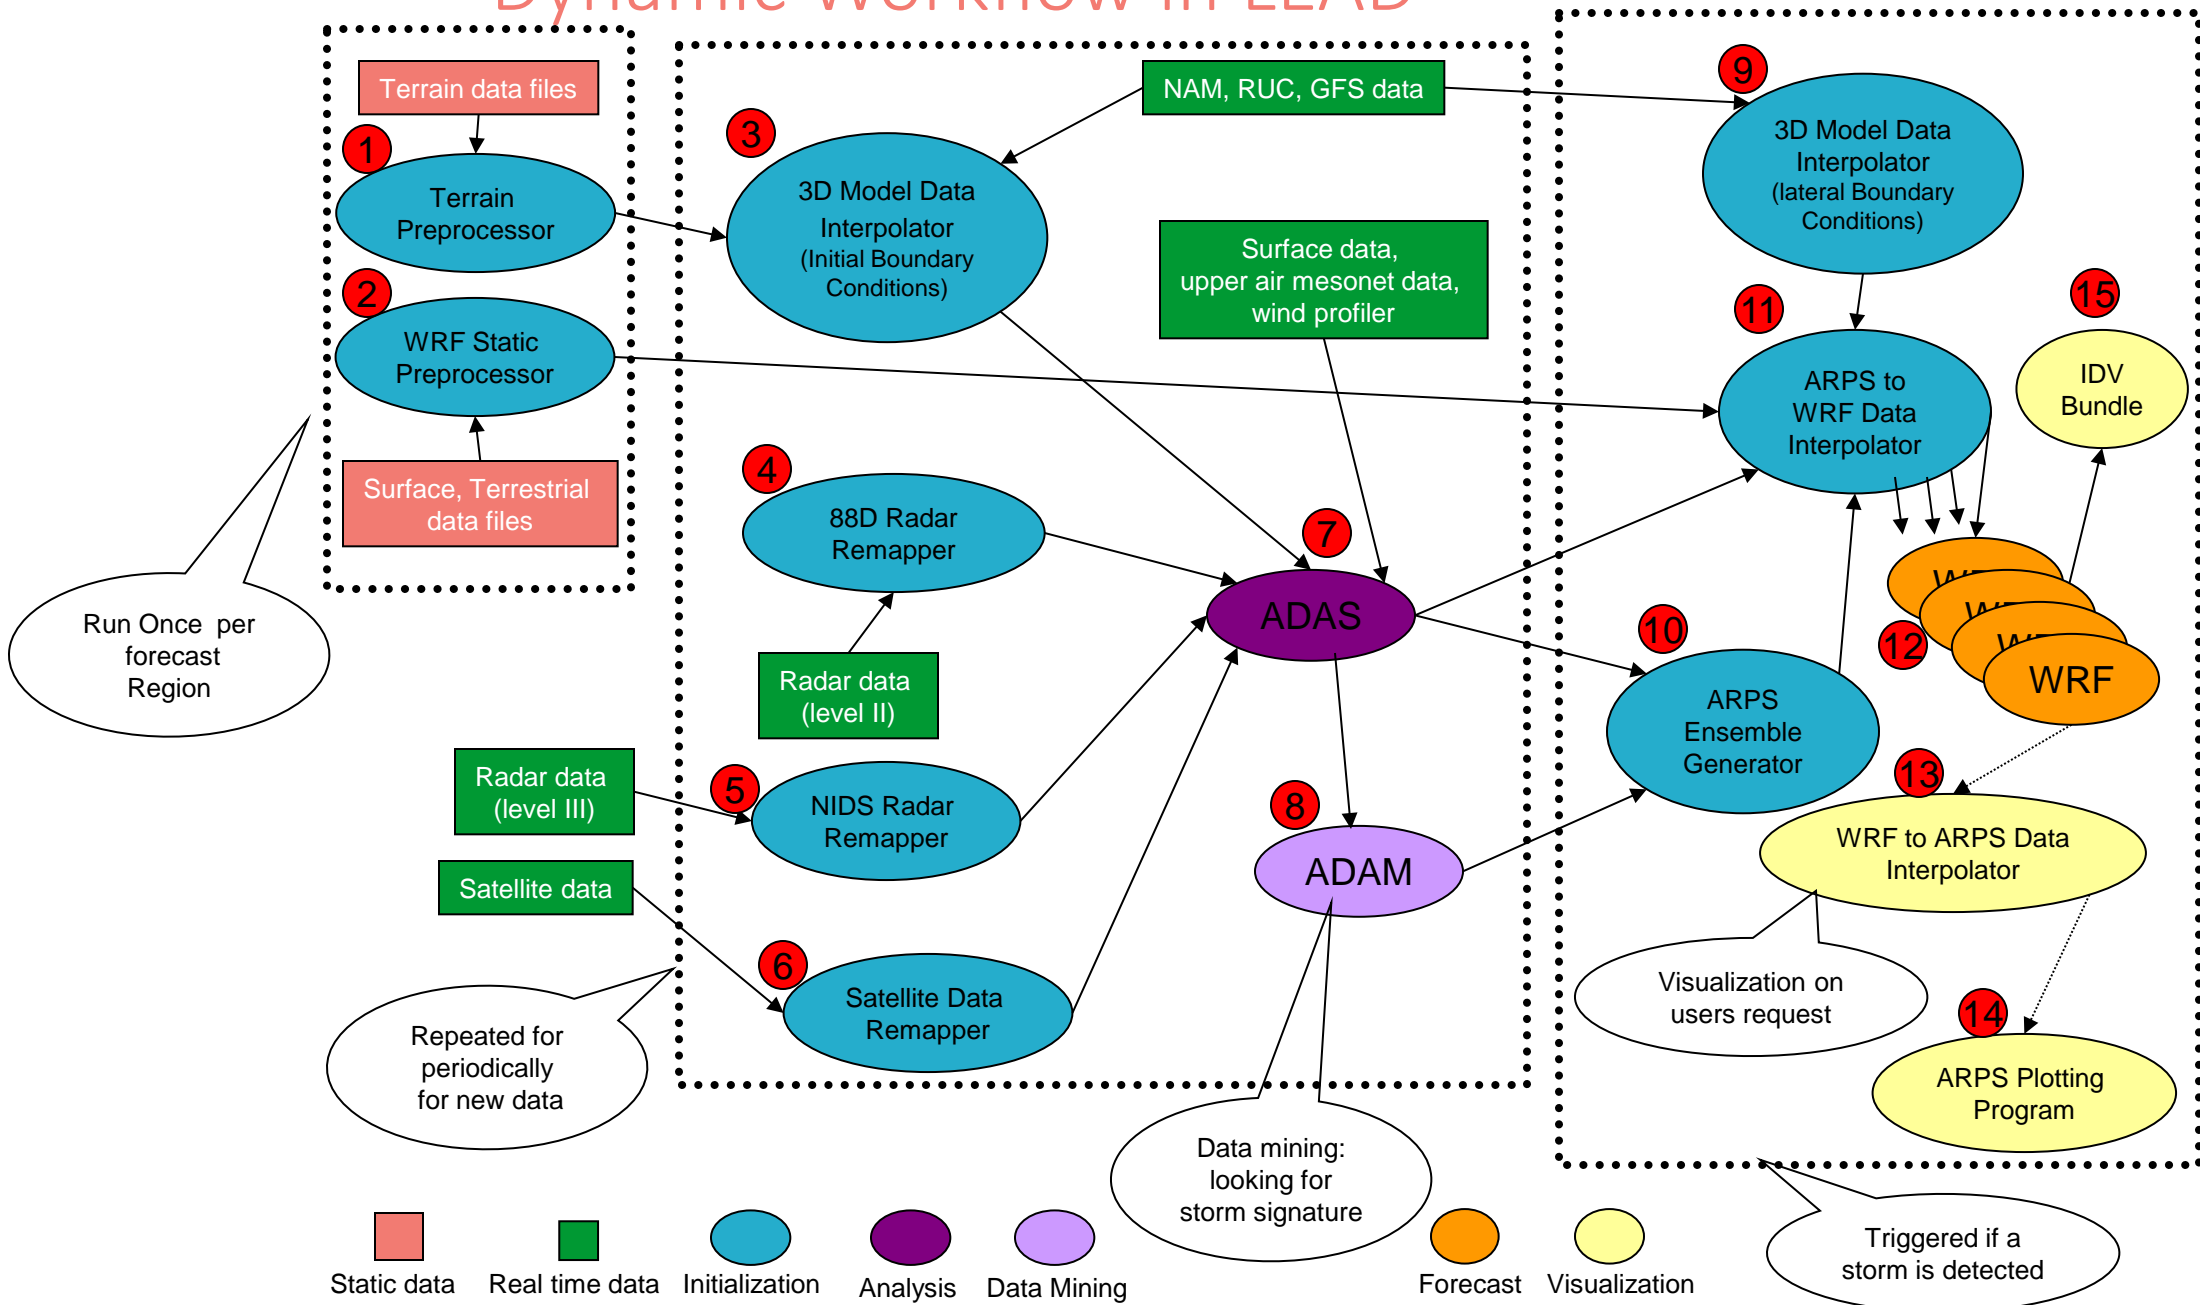 Dynamic Workflow in LEAD
Terrain data files
1
Terrain
Preprocessor
2
WRF Static
Preprocessor
Surface, Terrestrial
data files
Run Once per
forecast
Region
NAM, RUC, GFS data
3
3D Model Data
Interpolator
(Initial Boundary
Conditions)
Surface data,
upper air mesonet data,
wind profiler
4
88D Radar
Remapper
Radar data
(level II)
7
ADAS
Radar data
(level III)
5
NIDS Radar
Remapper
8
ADAM
Satellite data
6
Satellite Data
Remapper
Repeated for
periodically
for new data
Data mining:
looking for
storm signature
9
3D Model Data
Interpolator
(lateral Boundary
Conditions)
11
ARPS to
WRF Data
Interpolator
15
IDV
Bundle
10
ARPS
Ensemble
Generator
12
WRF
13
WRF to ARPS Data
Interpolator
Visualization on
users request
14
ARPS Plotting
Program
Triggered if a
storm is detected
Static data
Real time data
Initialization
Analysis
Data Mining
Forecast
Visualization